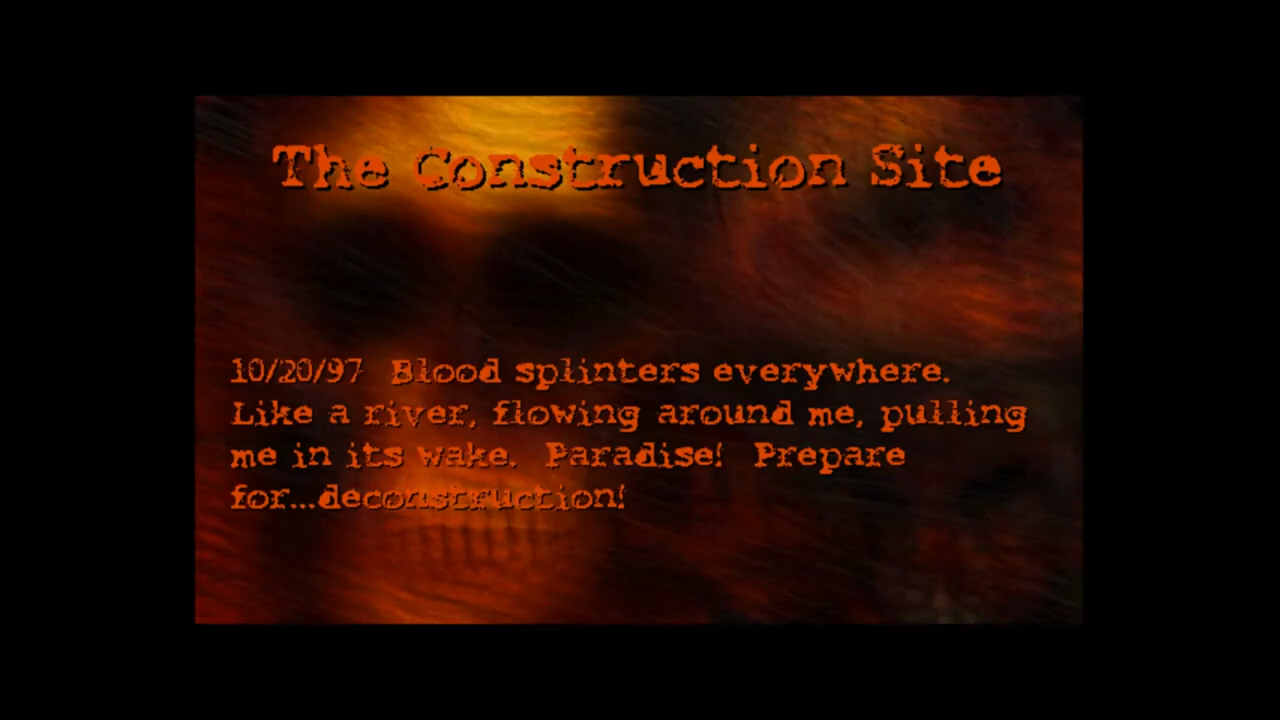 The Construction Site
10/20/97 Blood splinters everywhere.
Like a river, flowing around me, pulling
me in its wake. Paradise! Prepare
for...deconstruction!